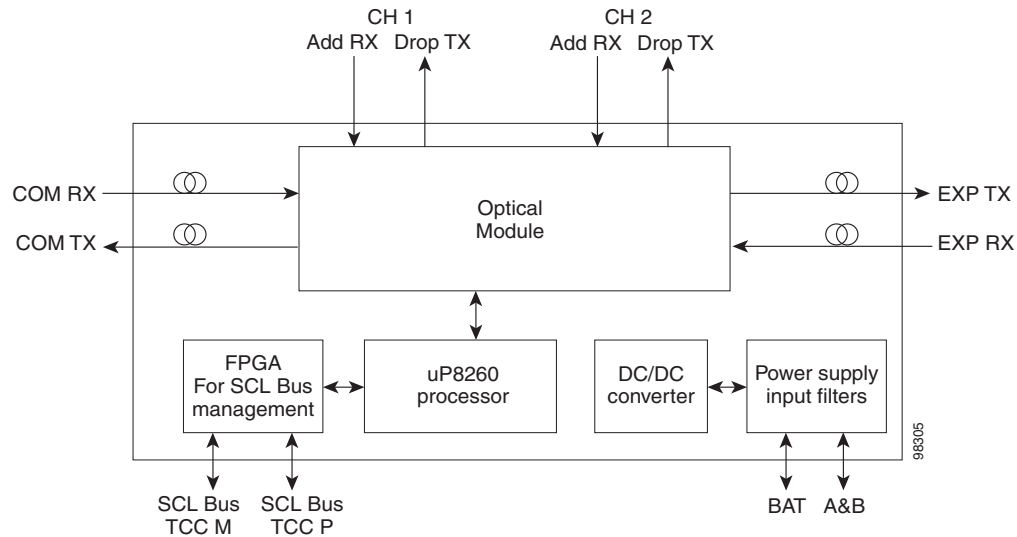 CH 1
CH 2
Add RX Drop TX
Add RX Drop TX
COM RX
COM TX
Optical
Module
EXP TX
EXP RX
FPGA
For SCL Bus
management
uP8260
processor
DC/DC
converter
Power supply
input filters
98305
SCL Bus
TCC M
SCL Bus
TCC P
BAT
A&B